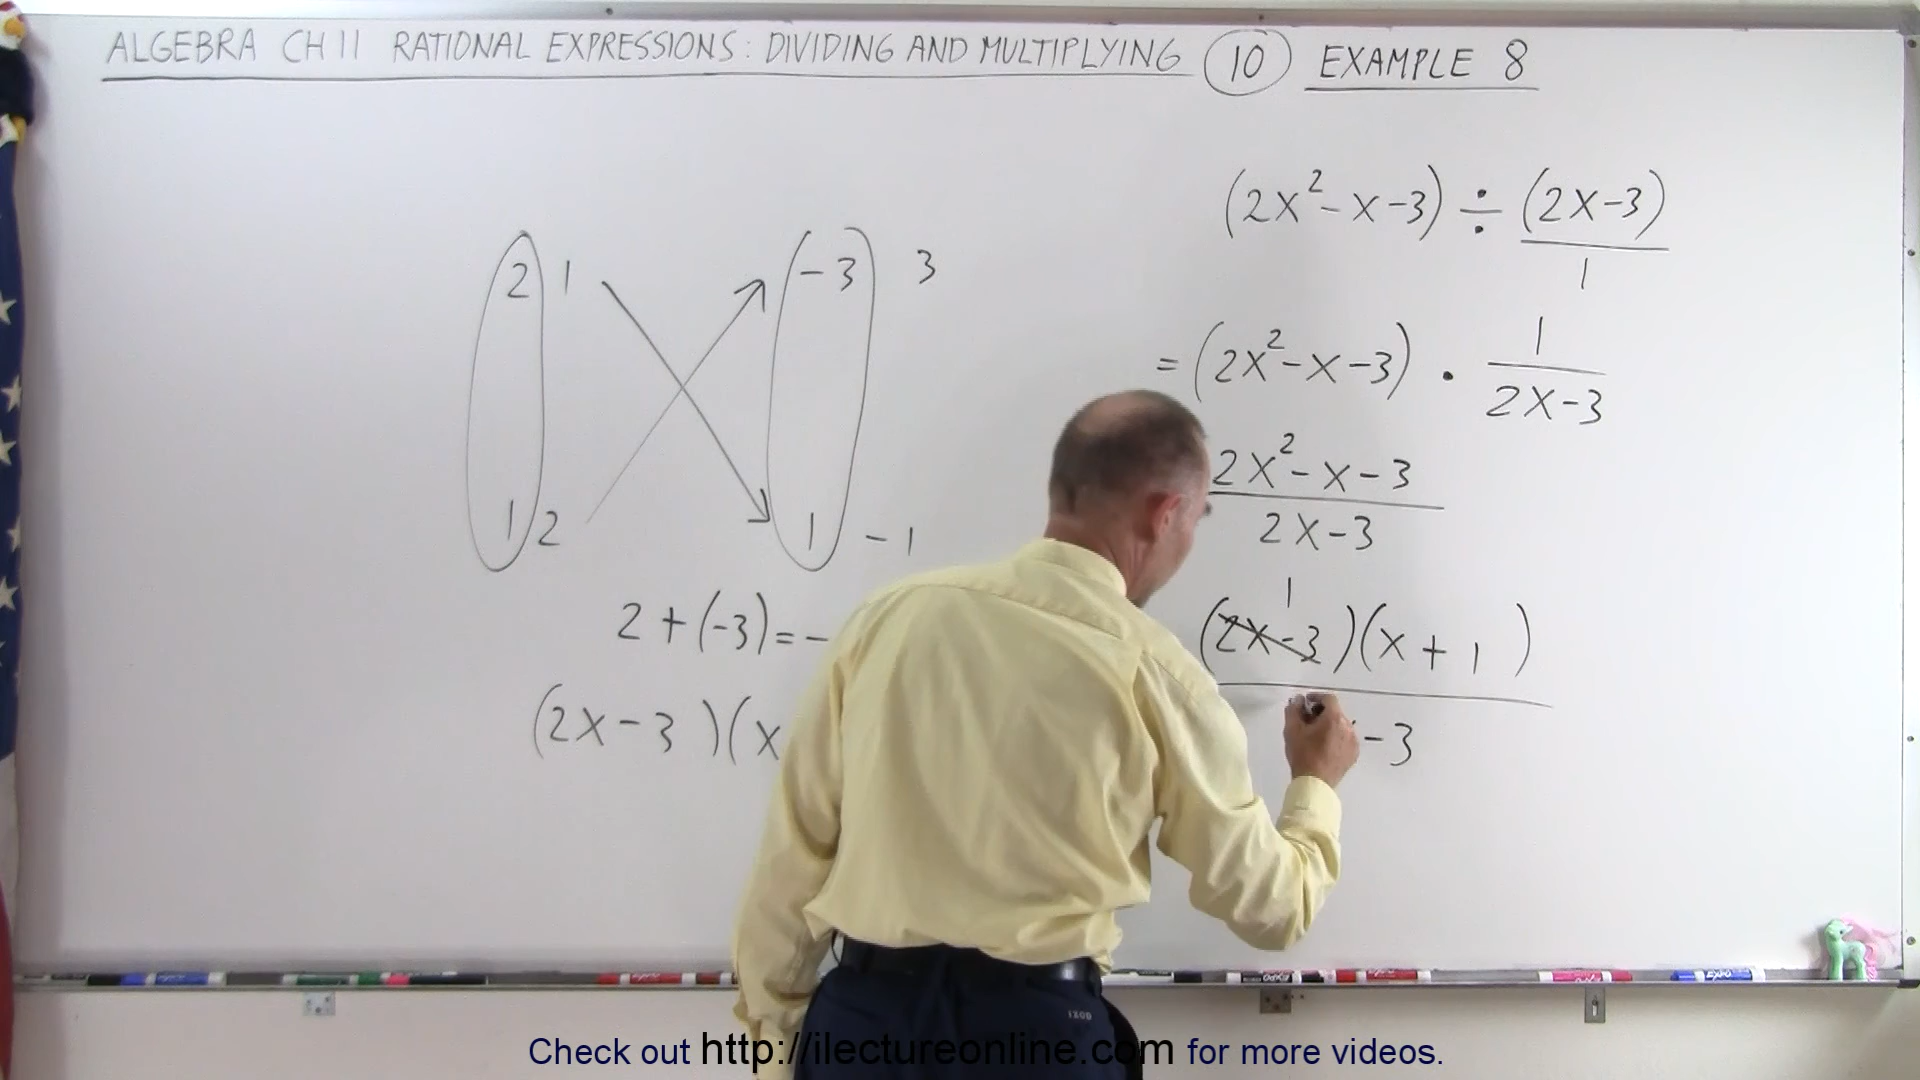 ALGEBRA CH 11 RATIONAL EXPRESSIONS: DIVIDING AND MULTIPLYING 10 EXAMPLE 8
2 1 -3 3
1 2 1 -1
2 + (-3) = -
(2x - 3 )(x
(2x² - x - 3) ÷ (2x - 3)
1
= (2x² - x - 3) · 1
2x - 3
2x² - x - 3
2x - 3
1
(2x - 3)(x + 1 )
- 3
IZOD
EXPO
Check out http://ilectureonline.com for more videos.